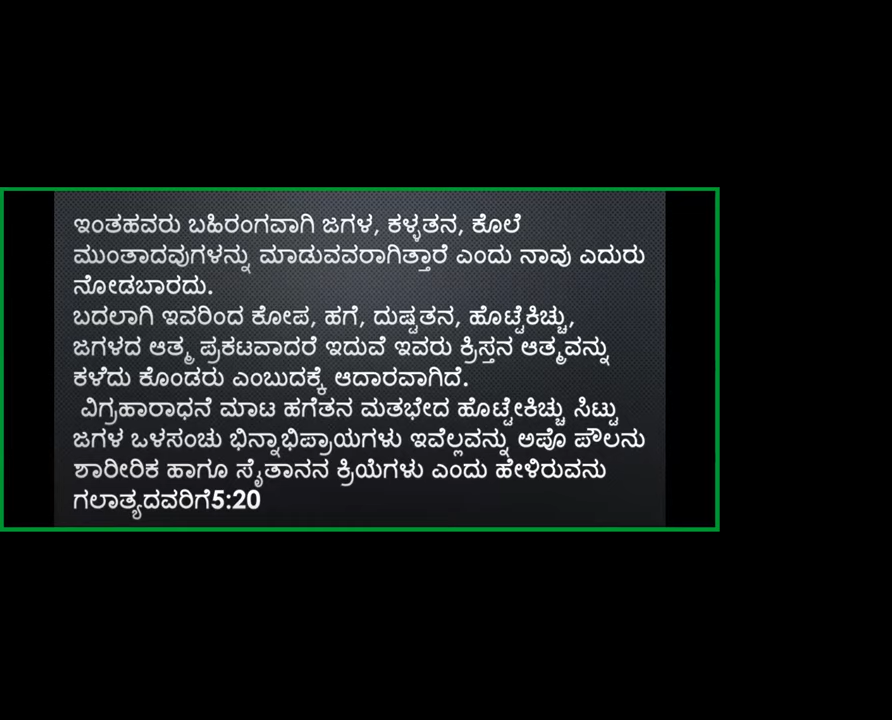 ಇಂತಹವರು ಬಹಿರಂಗವಾಗಿ ಜಗಳ, ಕಳ್ಳತನ, ಕೊಲೆ
ಮುಂತಾದವುಗಳನ್ನು ಮಾಡುವವರಾಗಿತ್ತಾರೆ ಎಂದು ನಾವು ಎದುರು
ನೋಡಬಾರದು.
ಬದಲಾಗಿ ಇವರಿಂದ ಕೋಪ, ಹಗೆ, ದುಷ್ಟತನ, ಹೊಟ್ಟೆಕಿಚ್ಚು,
ಜಗಳದ ಆತ್ಮ ಪ್ರಕಟವಾದರೆ ಇದುವೆ ಇವರು ಕ್ರಿಸ್ತನ ಆತ್ಮವನ್ನು
ಕಳೆದು ಕೊಂಡರು ಎಂಬುದಕ್ಕೆ ಆದಾರವಾಗಿದೆ.
ವಿಗ್ರಹಾರಾಧನೆ ಮಾಟ ಹಗೆತನ ಮತಭೇದ ಹೊಟ್ಟೇಕಿಚ್ಚು ಸಿಟ್ಟು
ಜಗಳ ಒಳಸಂಚು ಭಿನ್ನಾಭಿಪ್ರಾಯಗಳು ಇವೆಲ್ಲವನ್ನು ಅಪೊ ಪೌಲನು
ಶಾರೀರಿಕ ಹಾಗೂ ಸೈತಾನನ ಕ್ರಿಯೆಗಳು ಎಂದು ಹೇಳಿರುವನು
ಗಲಾತ್ಯದವರಿಗೆ5:20